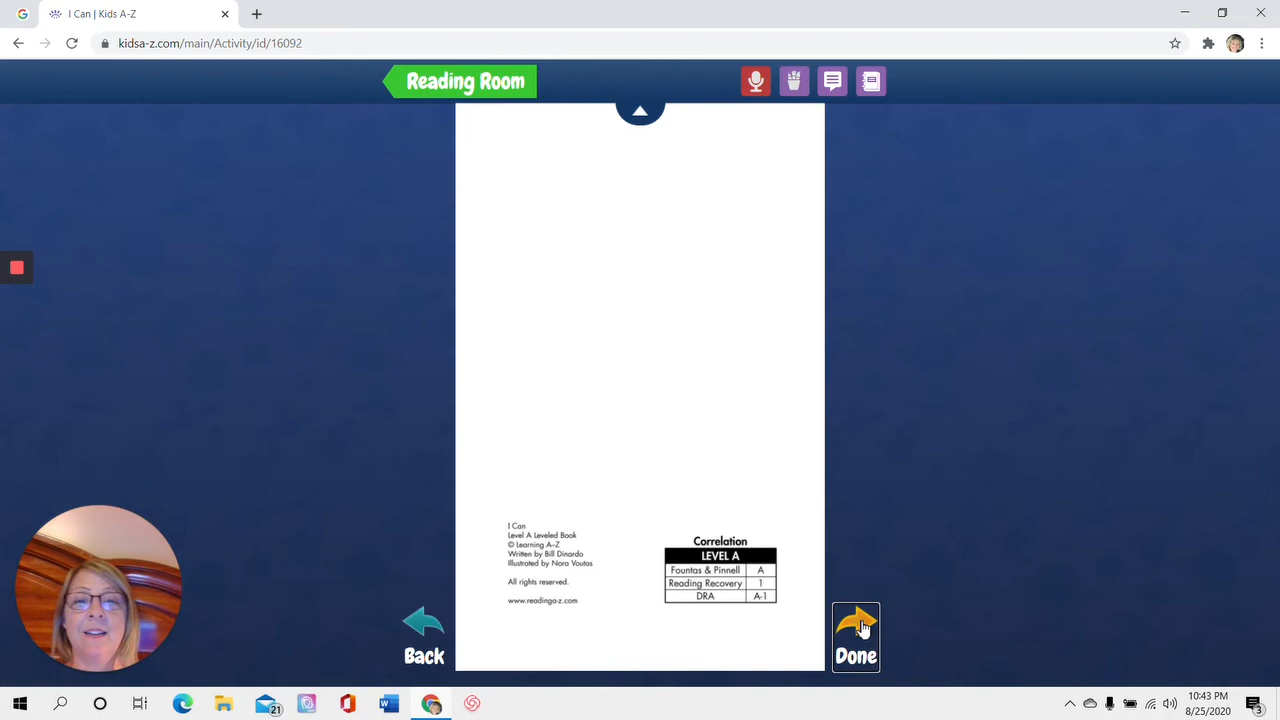 I Can | Kids A-Z
kidsa-z.com/main/Activity/id/16092
Reading Room
I Can
Level A Leveled Book
© Learning A–Z
Written by Bill Dinardo
Illustrated by Nora Voutas
All rights reserved.
www.readinga-z.com
Correlation
LEVEL A
Fountas & Pinnell A
Reading Recovery 1
DRA A-1
Back
Done
21
10:43 PM
8/25/2020
3